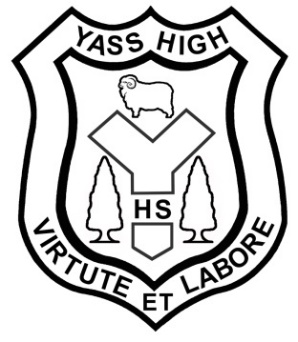 YASS HIGH
Y
HS
VIRTUTE ET LABORE